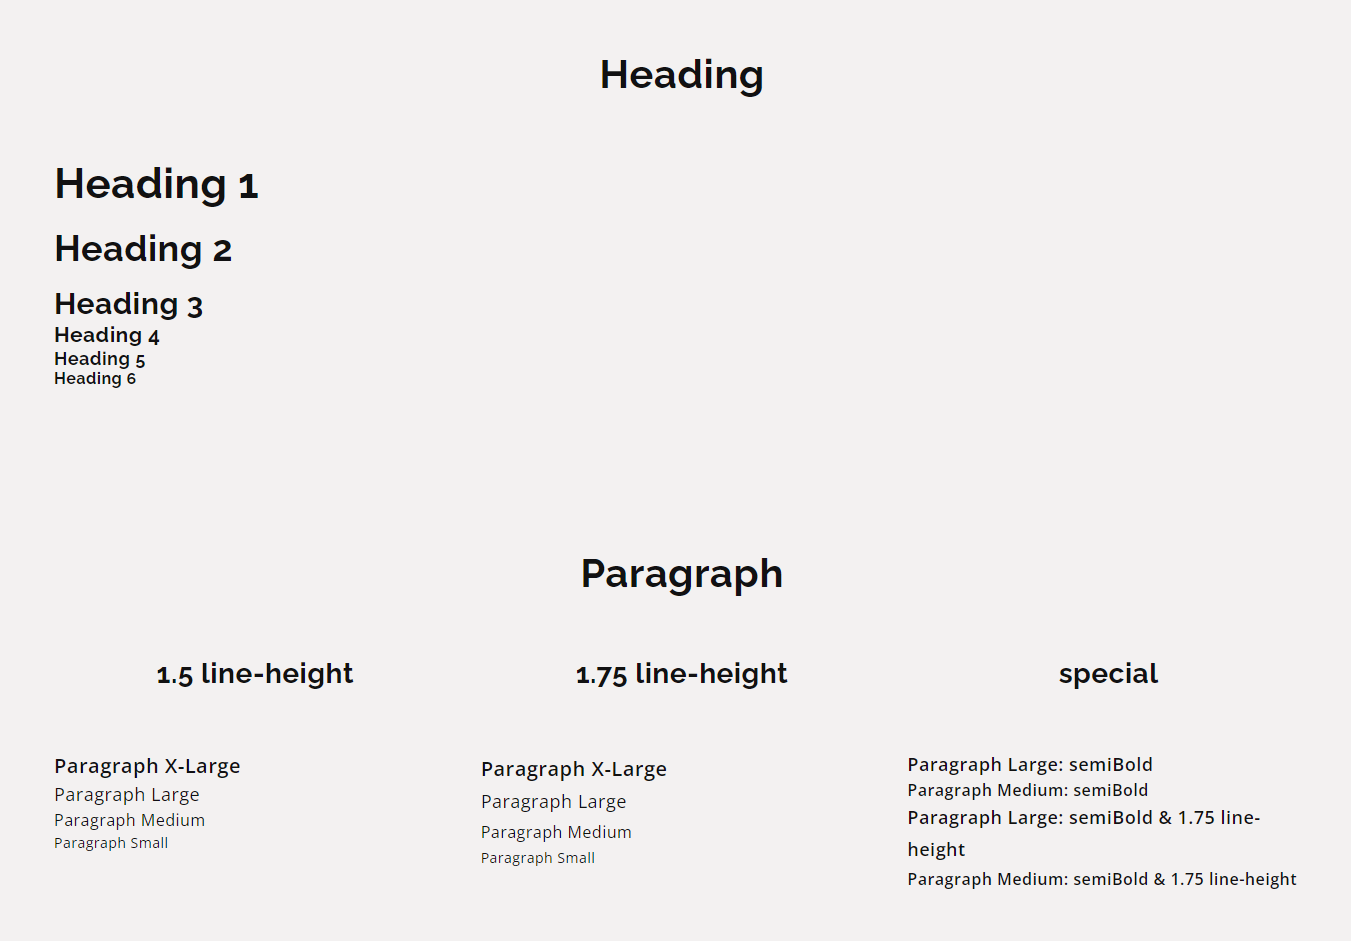 Heading
Heading 1
Heading 2
Heading 3
Heading 4
Heading 5
Heading 6
Paragraph
1.5 line-height
Paragraph X-Large
Paragraph Large
Paragraph Medium
Paragraph Small
1.75 line-height
Paragraph X-Large
Paragraph Large
Paragraph Medium
Paragraph Small
special
Paragraph Large: semiBold
Paragraph Medium: semiBold
Paragraph Large: semiBold & 1.75 line-
height
Paragraph Medium: semiBold & 1.75 line-height